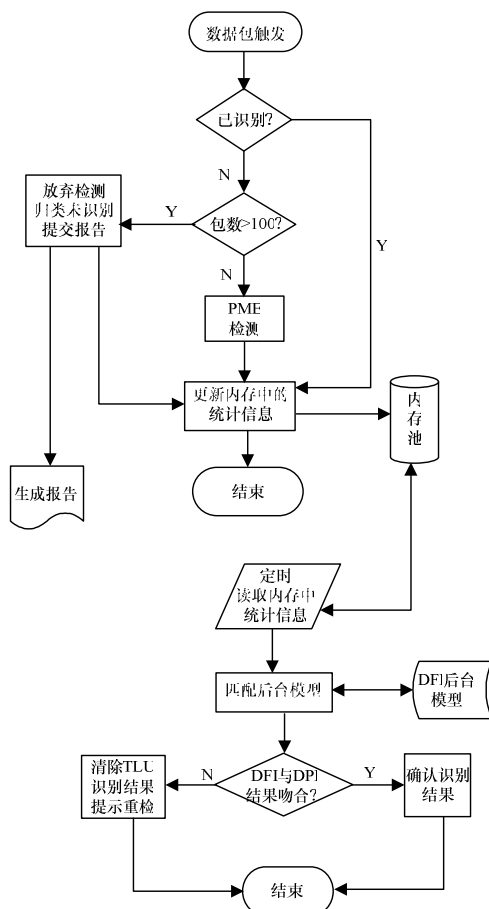 数据包触发
已识别?
N
放弃检测
归类未识别
提交报告
Y
包数>100?
Y
N
PME
检测
更新内存中的
统计信息
内
存
池
生成报告
结束
定时
读取内存中
统计信息
匹配后台模型
DFI后台
模型
清除TLU
识别结果
提示重检
N
DFI与DPI
结果吻合?
Y
确认识别
结果
结束